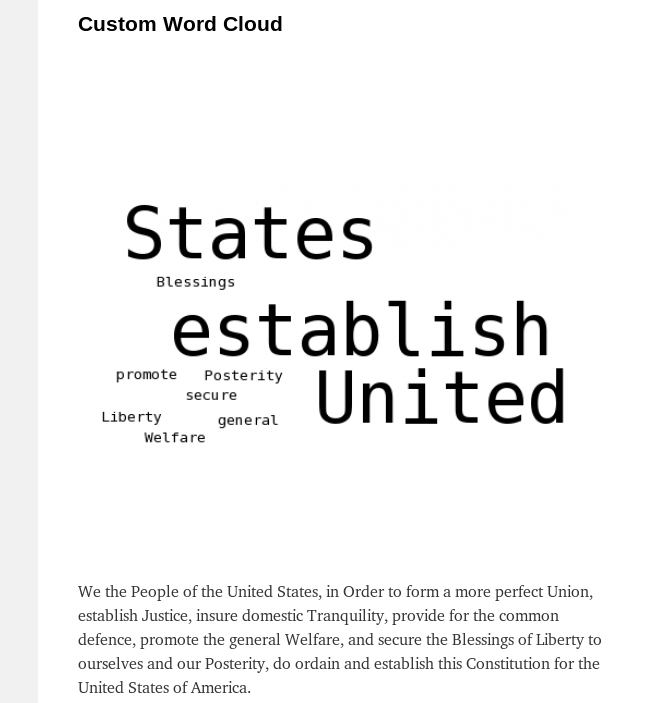 Custom Word Cloud
States
Blessings
establish
promote Posterity
United
secure
Liberty
general
Welfare
We the People of the United States, in Order to form a more perfect Union,
establish Justice, insure domestic Tranquility, provide for the common
defence, promote the general Welfare, and secure the Blessings of Liberty to
ourselves and our Posterity, do ordain and establish this Constitution for the
United States of America.